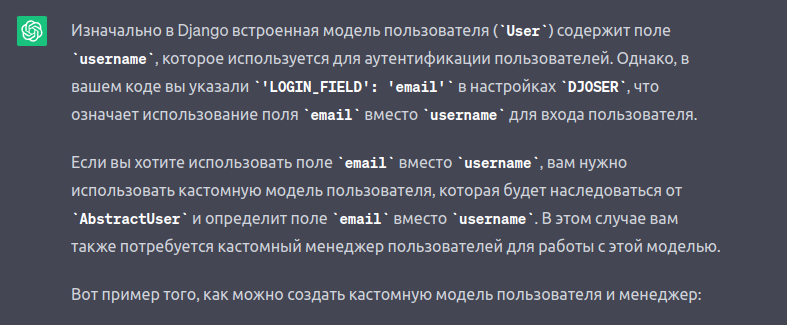 Изначально в Django встроенная модель пользователя (`User`) содержит поле
`username`, которое используется для аутентификации пользователей. Однако, в
вашем коде вы указали `'LOGIN_FIELD': 'email'` в настройках `DJOSER`, что
означает использование поля `email` вместо `username` для входа пользователя.
Если вы хотите использовать поле `email` вместо `username`, вам нужно
использовать кастомную модель пользователя, которая будет наследоваться от
`AbstractUser` и определит поле `email` вместо `username`. В этом случае вам
также потребуется кастомный менеджер пользователей для работы с этой моделью.
Вот пример того, как можно создать кастомную модель пользователя и менеджер: